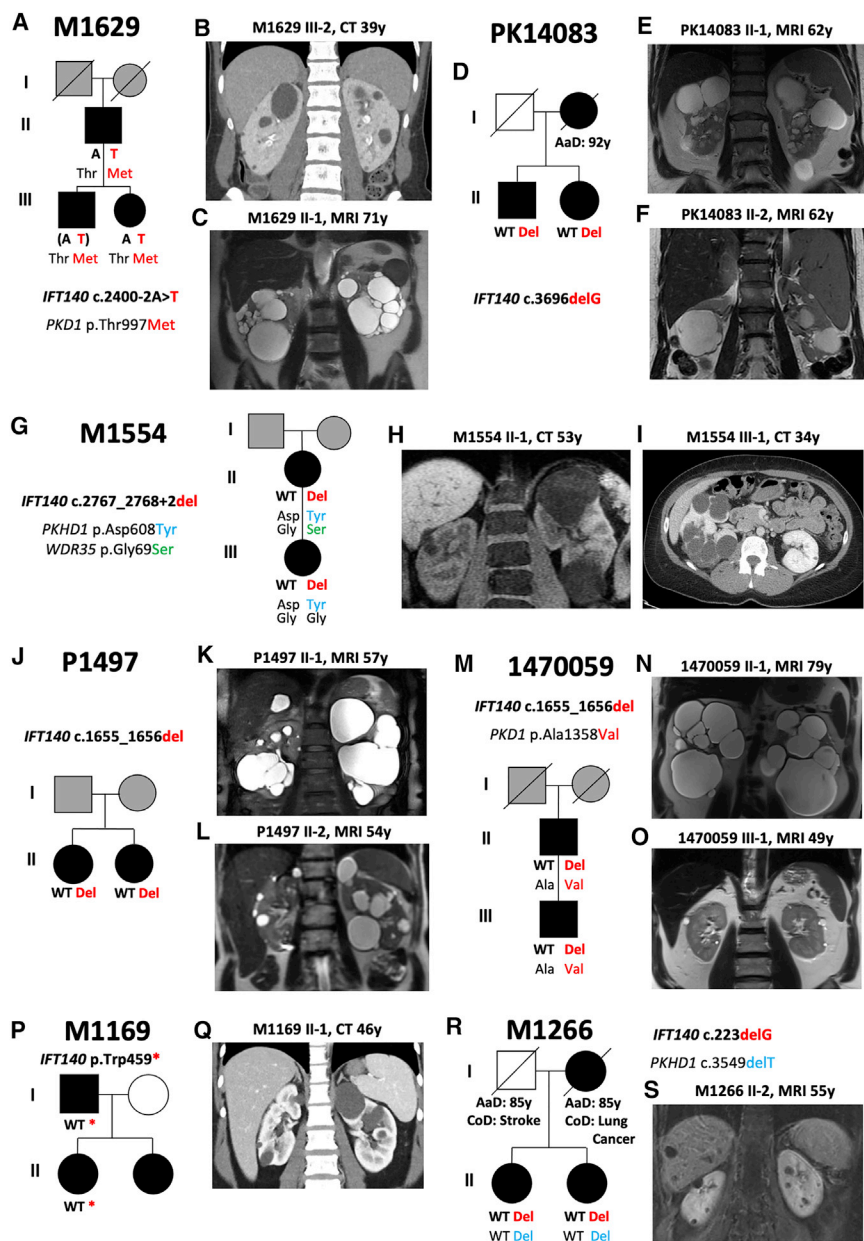 A
M1629
I
II
A T
Thr Met
III
(A T) A T
Thr Met Thr Met
IFT140 c.2400-2A>T
PKD1 p.Thr997Met
B
M1629 III-2, CT 39y
C
M1629 II-1, MRI 71y
PK14083
D
I
AaD: 92y
II
WT Del WT Del
IFT140 c.3696delG
E
PK14083 II-1, MRI 62y
F
PK14083 II-2, MRI 62y
G
M1554
IFT140 c.2767_2768+2del
PKHD1 p.Asp608Tyr
WDR35 p.Gly69Ser
I
II
WT Del
Asp Tyr
Gly Ser
III
WT Del
Asp Tyr
Gly Gly
H
M1554 II-1, CT 53y
I
M1554 III-1, CT 34y
J
P1497
IFT140 c.1655_1656del
I
II
WT Del WT Del
K
P1497 II-1, MRI 57y
L
P1497 II-2, MRI 54y
M
1470059
IFT140 c.1655_1656del
PKD1 p.Ala1358Val
I
II
WT Del
Ala Val
III
WT Del
Ala Val
N
1470059 II-1, MRI 79y
O
1470059 III-1, MRI 49y
P
M1169
IFT140 p.Trp459*
I
WT *
II
WT *
Q
M1169 II-1, CT 46y
R
M1266
I
AaD: 85y AaD: 85y
CoD: Stroke CoD: Lung
Cancer
II
WT Del WT Del
WT Del WT Del
IFT140 c.223delG
PKHD1 c.3549delT
S
M1266 II-2, MRI 55y